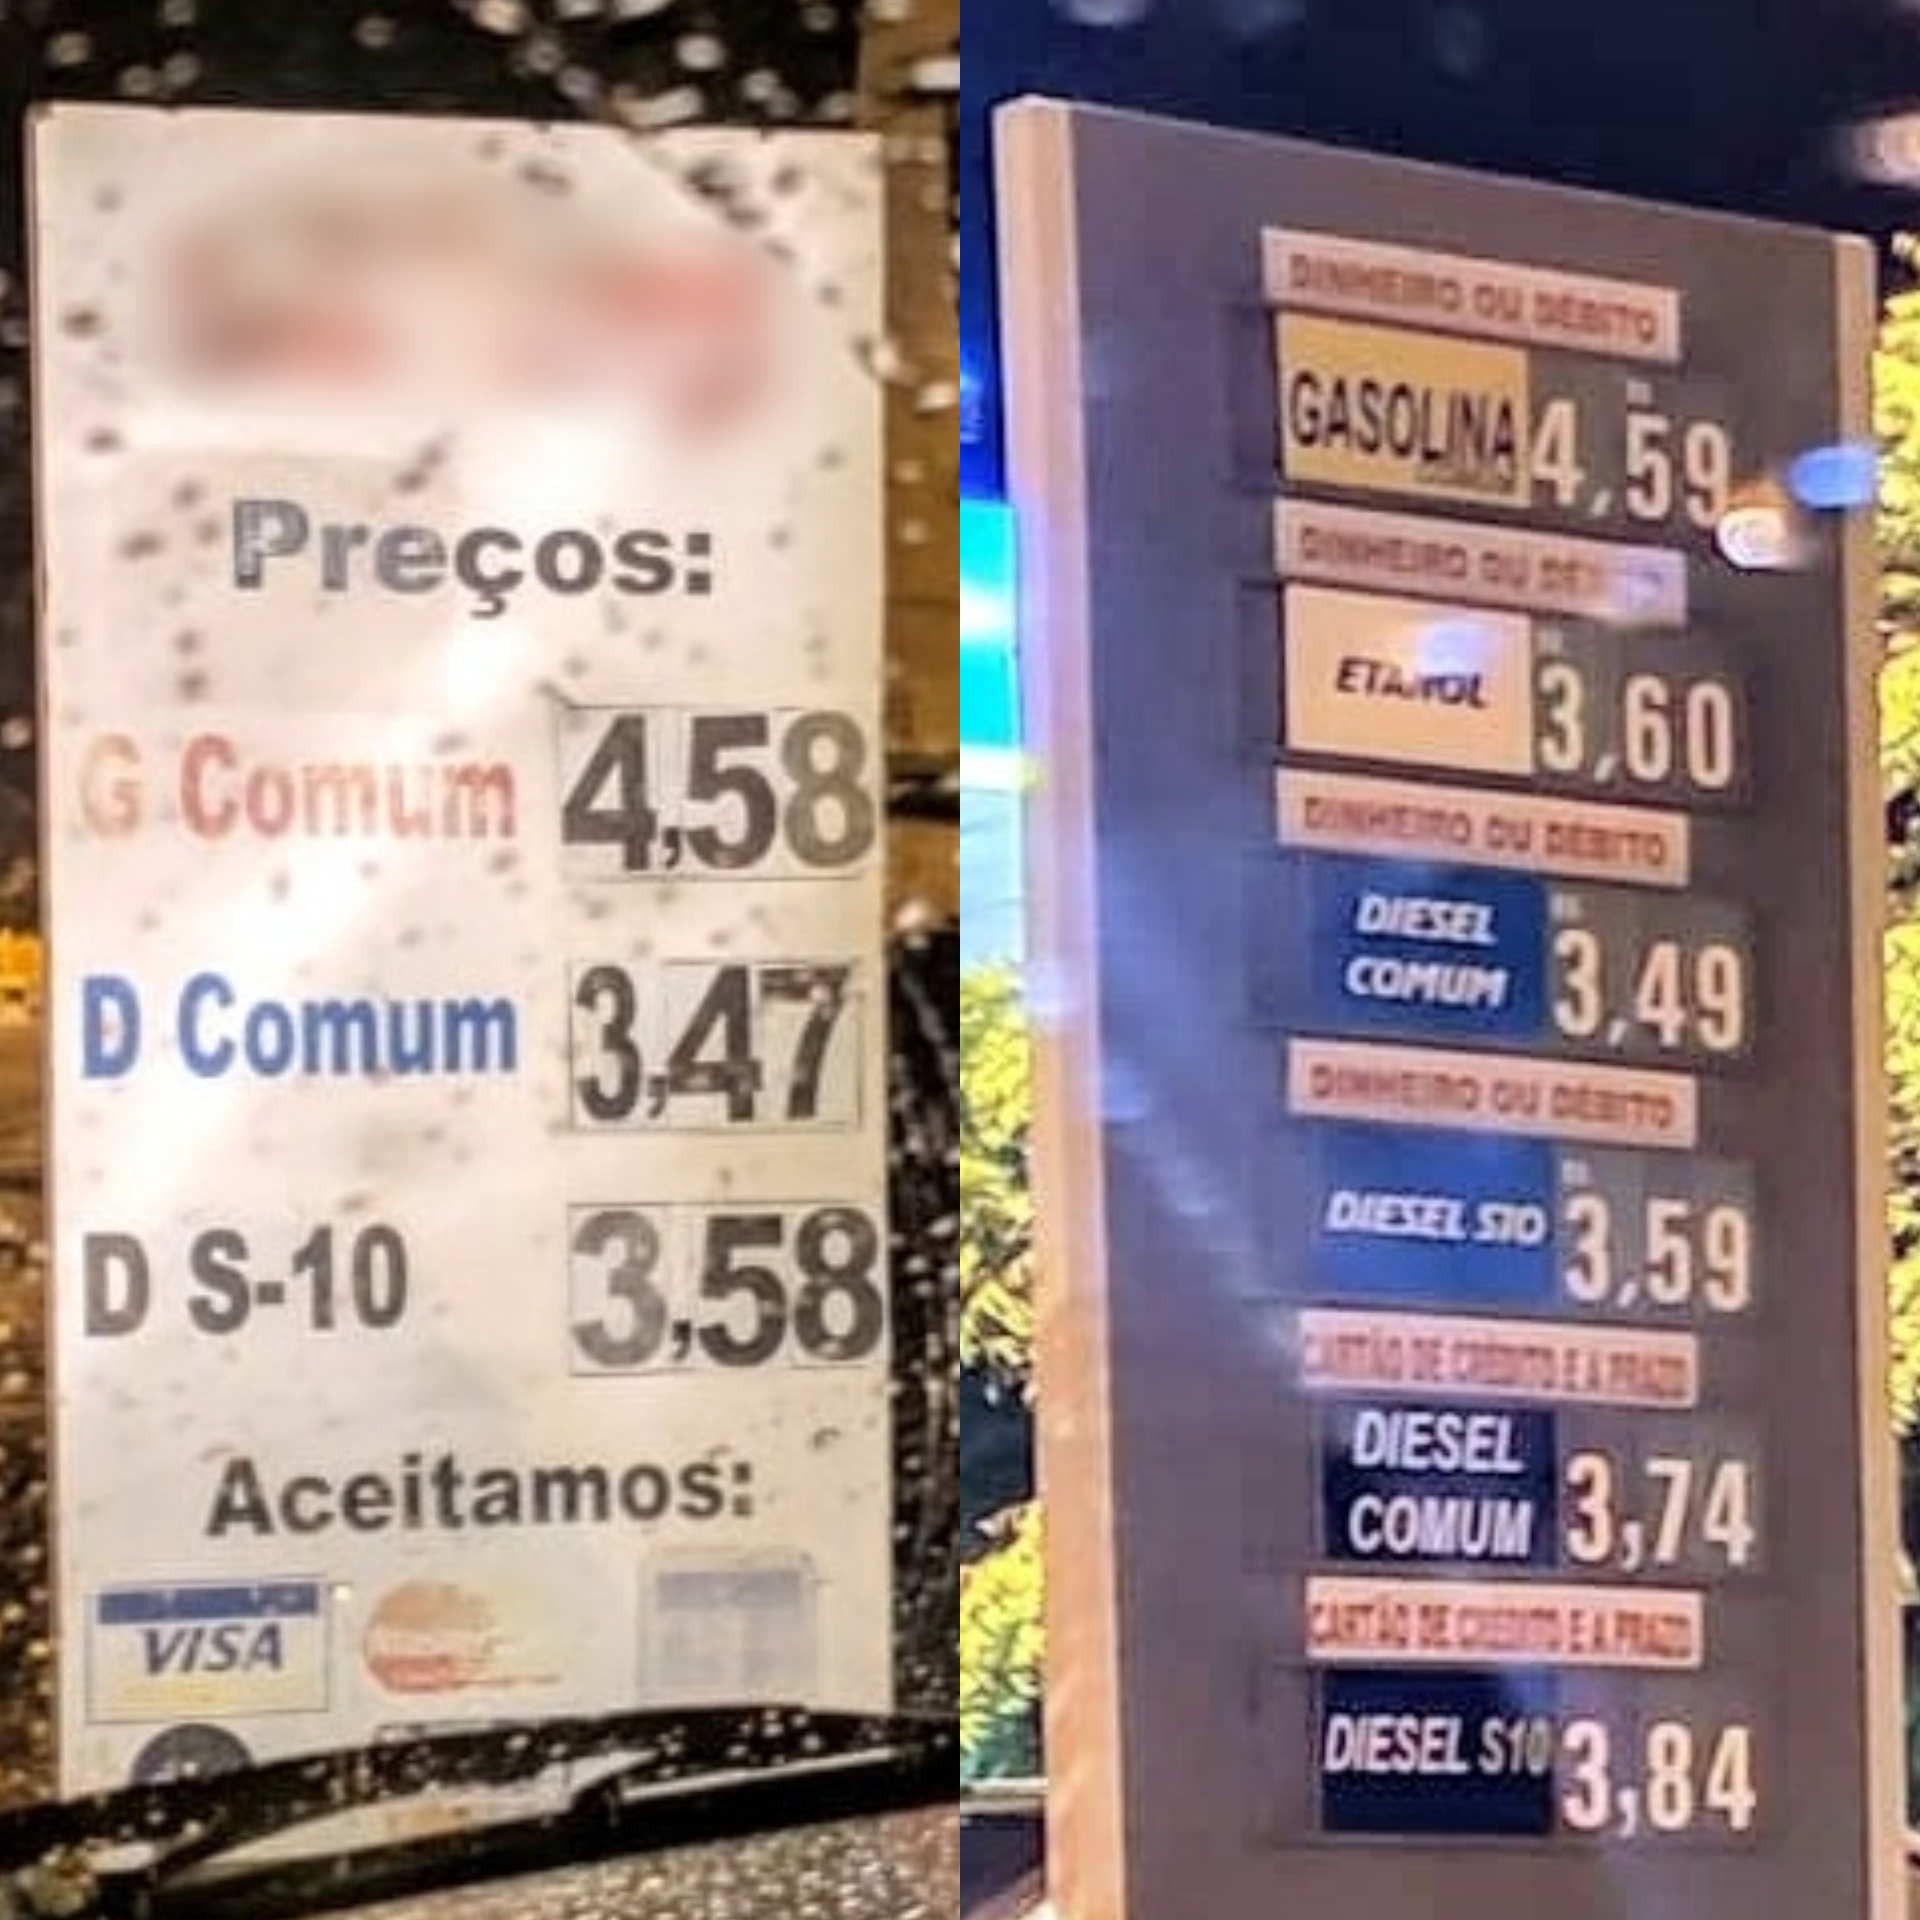 Preços:
G Comum 4,58
D Comum 3,47
D S-10 3,58
Aceitamos:
VISA
DINHEIRO OU DÉBITO
GASOLINA 4,59
DINHEIRO OU
ETANOL 3,60
DINHEIRO OU DÉBITO
DIESEL
COMUM 3,49
DINHEIRO OU DÉBITO
DIESEL S10 3,59
CARTÃO DE CRÉDITO E A PRAZO
DIESEL
COMUM 3,74
CARTÃO DE CRÉDITO E A PRAZO
DIESEL S10 3,84